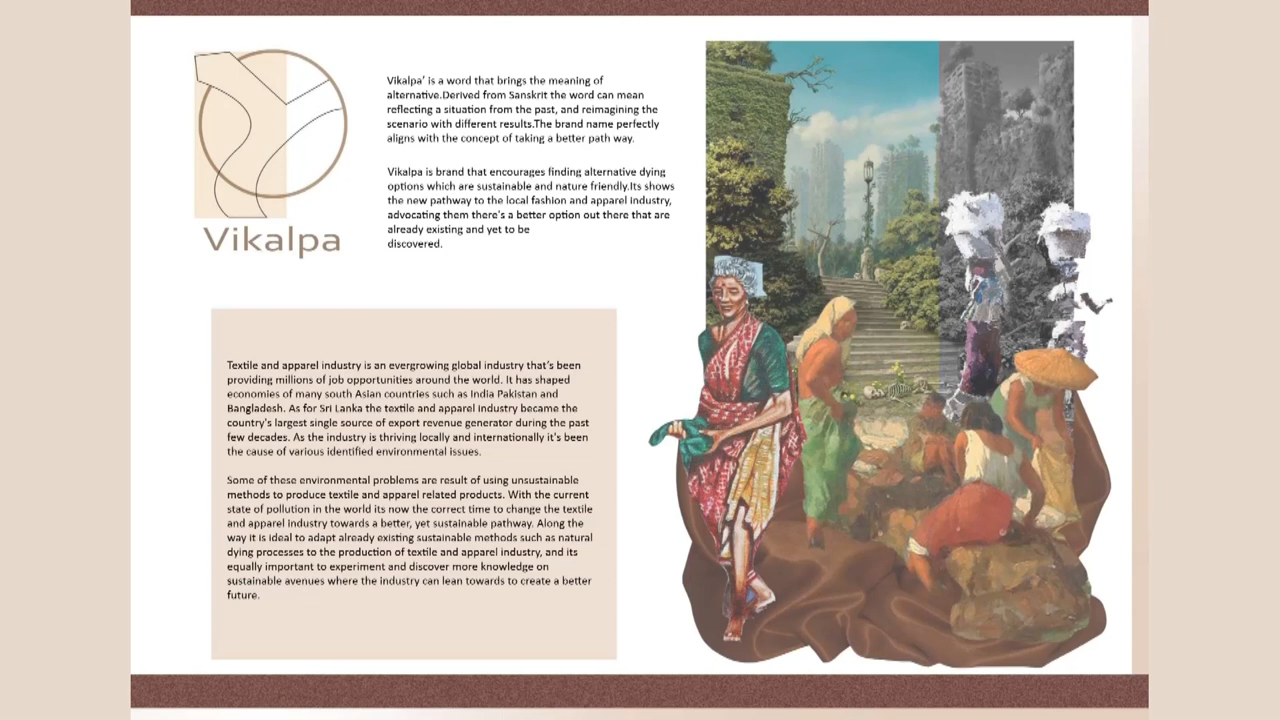 Vikalpa
Vikalpa' is a word that brings the meaning of
alternative.Derived from Sanskrit the word can mean
reflecting a situation from the past, and reimagining the
scenario with different results.The brand name perfectly
aligns with the concept of taking a better path way.
Vikalpa is brand that encourages finding alternative dying
options which are sustainable and nature friendly.Its shows
the new pathway to the local fashion and apparel industry,
advocating them there's a better option out there that are
already existing and yet to be
discovered.
Textile and apparel industry is an evergrowing global industry that's been
providing millions of job opportunities around the world. It has shaped
economies of many south Asian countries such as India Pakistan and
Bangladesh. As for Sri Lanka the textile and apparel industry became the
country's largest single source of export revenue generator during the past
few decades. As the industry is thriving locally and internationally it's been
the cause of various identified environmental issues.
Some of these environmental problems are result of using unsustainable
methods to produce textile and apparel related products. With the current
state of pollution in the world its now the correct time to change the textile
and apparel industry towards a better, yet sustainable pathway. Along the
way it is ideal to adapt already existing sustainable methods such as natural
dying processes to the production of textile and apparel industry, and its
equally important to experiment and discover more knowledge on
sustainable avenues where the industry can lean towards to create a better
future.